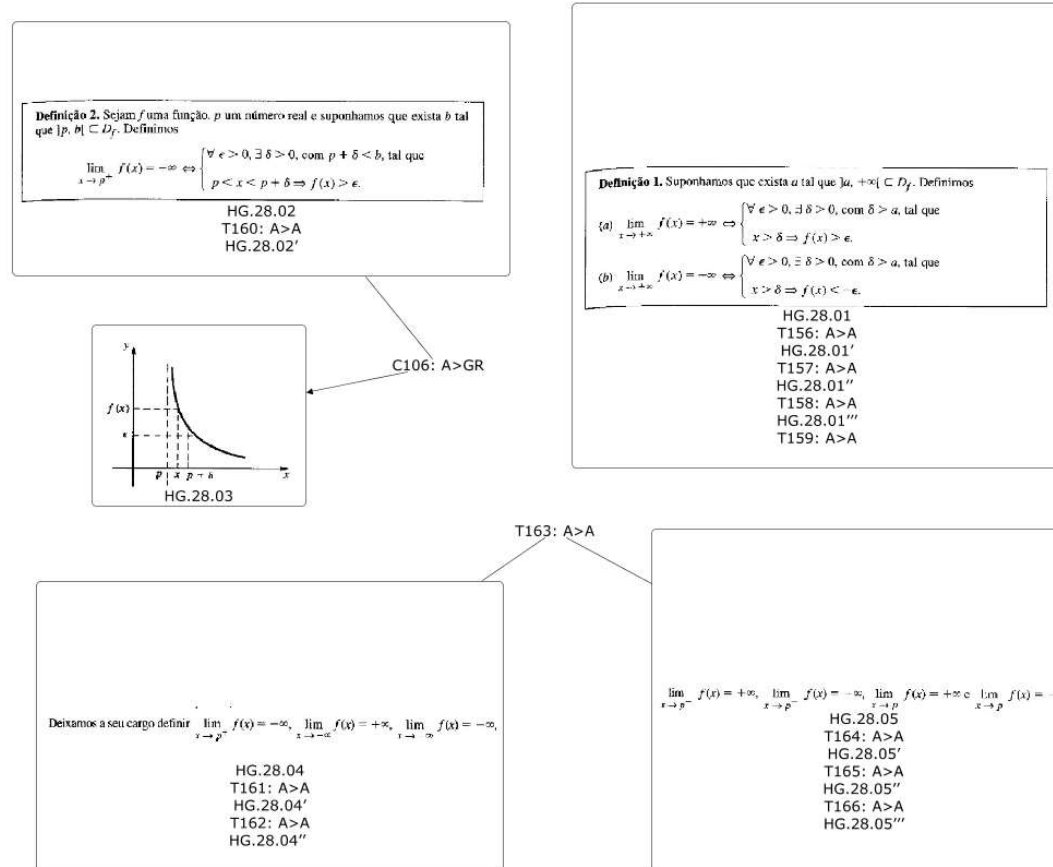 Definição 2. Sejam f uma função, p um número real e suponhamos que exista b tal
que ]p, b[ ⊂ D_f. Definimos
lim x → p⁺ f(x) = −∞ ⇔ { ∀ ϵ > 0, ∃ δ > 0, com p + δ < b, tal que
p < x < p + δ ⇒ f(x) > ϵ.
HG.28.02
T160: A>A
HG.28.02'
Definição 1. Suponhamos que exista a tal que ]a, +∞[ ⊂ D_f. Definimos
(a) lim x → +∞ f(x) = +∞ ⇔ { ∀ ϵ > 0, ∃ δ > 0, com δ > a, tal que
x > δ ⇒ f(x) > ϵ.
(b) lim x → +∞ f(x) = −∞ ⇔ { ∀ ϵ > 0, ∃ δ > 0, com δ > a, tal que
x > δ ⇒ f(x) < −ϵ.
HG.28.01
T156: A>A
HG.28.01'
T157: A>A
HG.28.01''
T158: A>A
HG.28.01'''
T159: A>A
C106: A>GR
y
f(x)
ϵ
p x p + δ x
HG.28.03
T163: A>A
Deixamos a seu cargo definir lim x → p⁺ f(x) = −∞, lim x → −∞ f(x) = +∞, lim x → −∞ f(x) = −∞,
HG.28.04
T161: A>A
HG.28.04'
T162: A>A
HG.28.04''
lim x → p⁻ f(x) = +∞, lim x → p⁻ f(x) = −∞, lim x → p f(x) = +∞ e lim x → p f(x) = −
HG.28.05
T164: A>A
HG.28.05'
T165: A>A
HG.28.05''
T166: A>A
HG.28.05'''